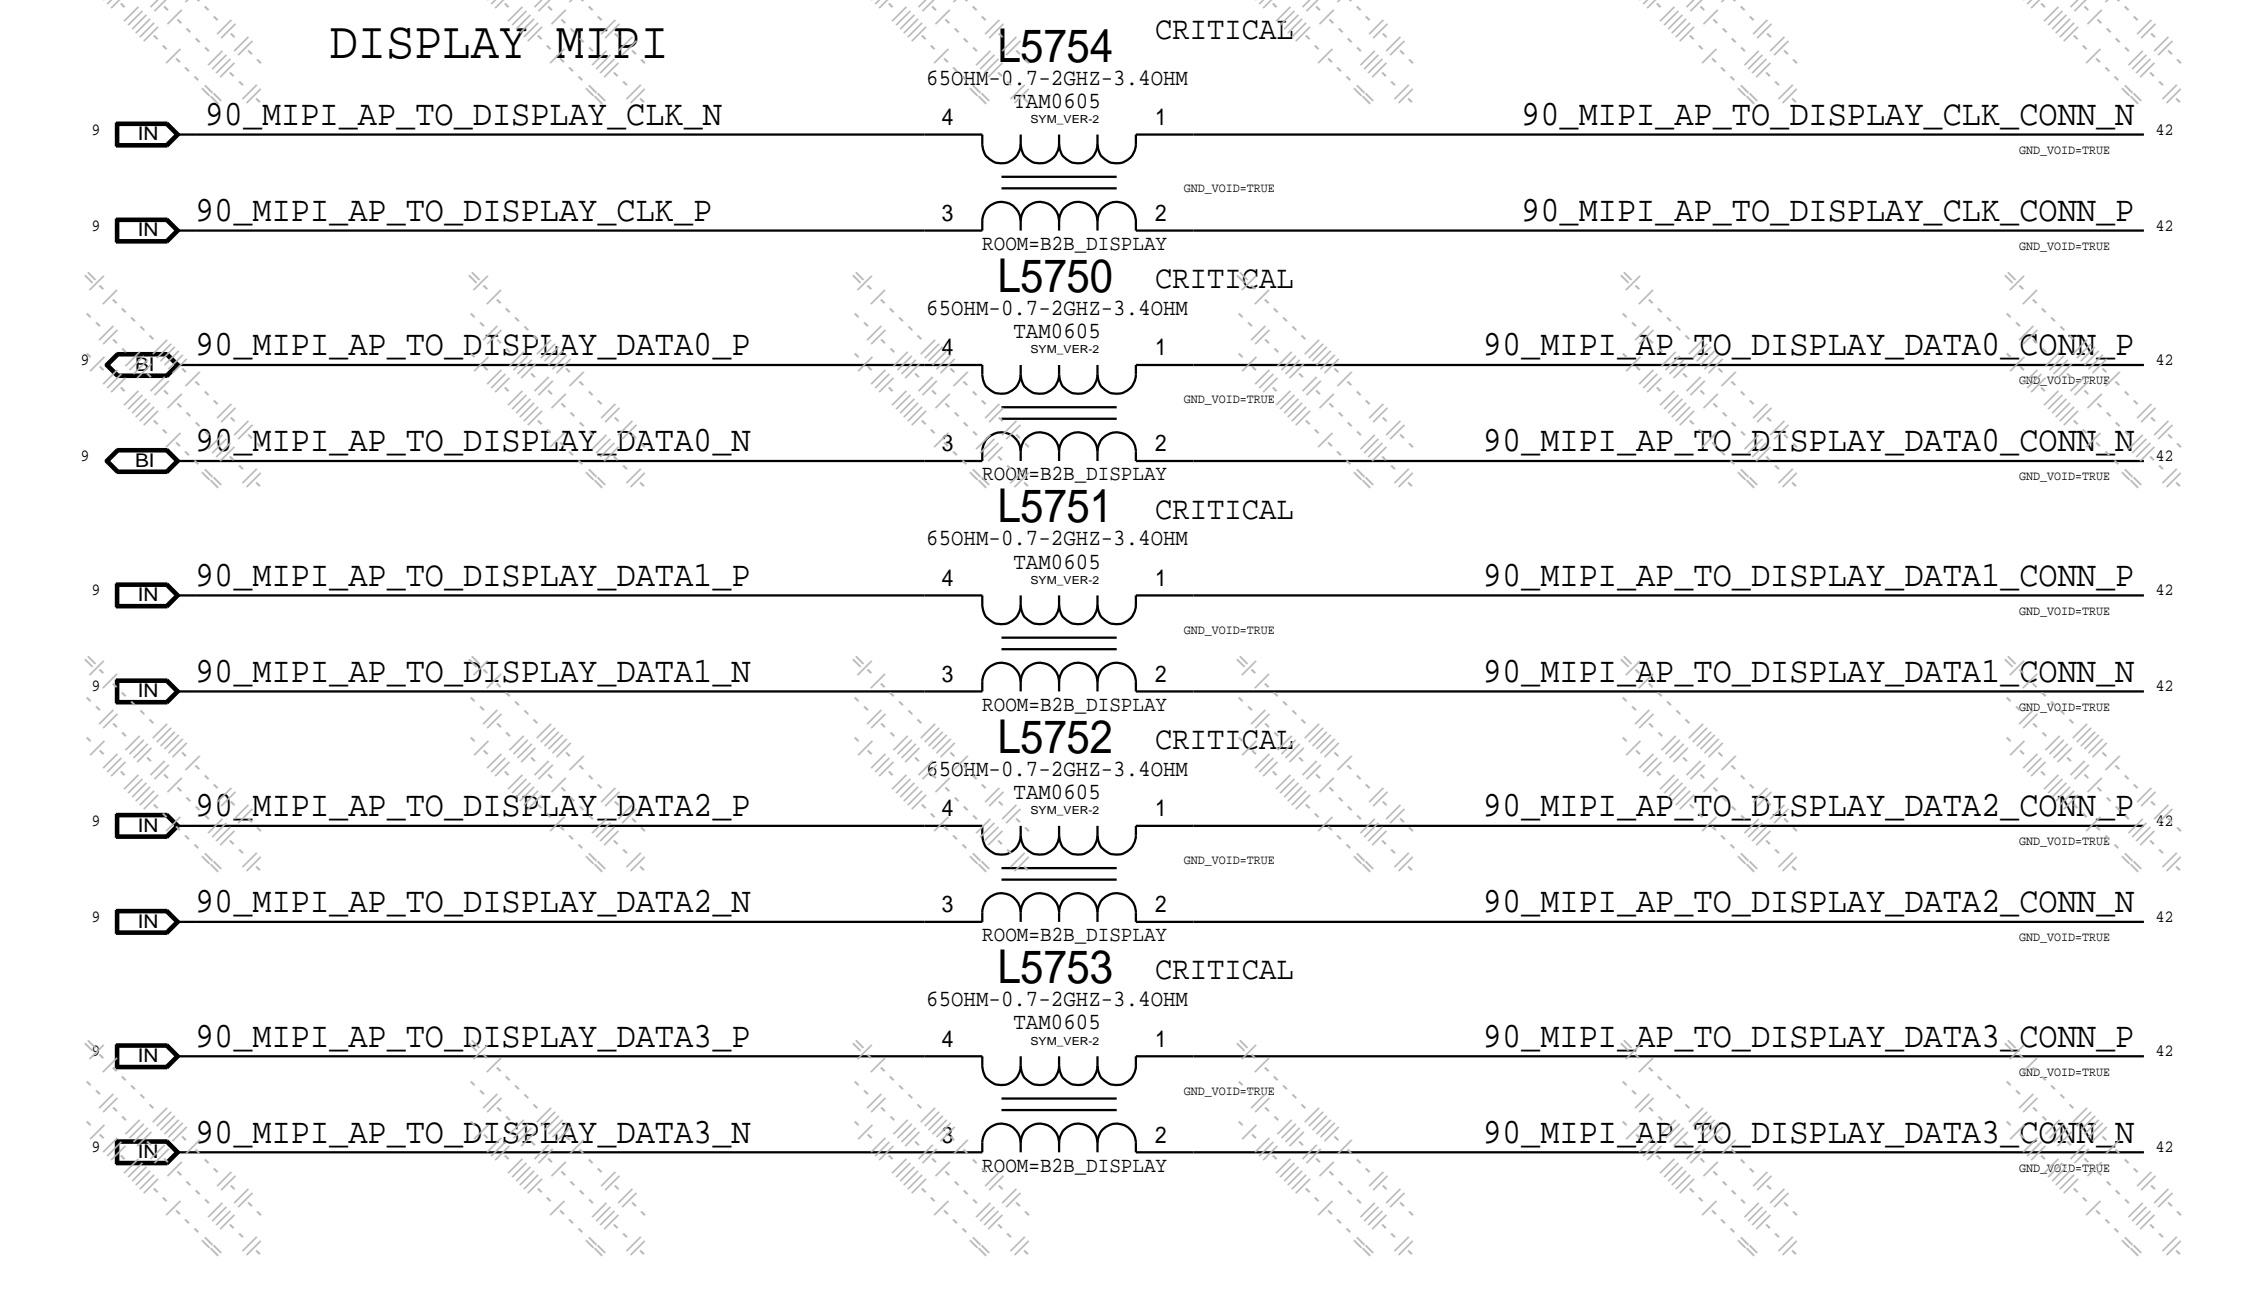 DISPLAY MIPI
L5754 CRITICAL
65OHM-0.7-2GHZ-3.4OHM
TAM0605
SYM_VER-2
9 IN 90_MIPI_AP_TO_DISPLAY_CLK_N 4 1 90_MIPI_AP_TO_DISPLAY_CLK_CONN_N 42
GND_VOID=TRUE
GND_VOID=TRUE
9 IN 90_MIPI_AP_TO_DISPLAY_CLK_P 3 2 90_MIPI_AP_TO_DISPLAY_CLK_CONN_P 42
ROOM=B2B_DISPLAY GND_VOID=TRUE
L5750 CRITICAL
65OHM-0.7-2GHZ-3.4OHM
TAM0605
SYM_VER-2
9 BI 90_MIPI_AP_TO_DISPLAY_DATA0_P 4 1 90_MIPI_AP_TO_DISPLAY_DATA0_CONN_P 42
GND_VOID=TRUE
GND_VOID=TRUE
9 BI 90_MIPI_AP_TO_DISPLAY_DATA0_N 3 2 90_MIPI_AP_TO_DISPLAY_DATA0_CONN_N 42
ROOM=B2B_DISPLAY GND_VOID=TRUE
L5751 CRITICAL
65OHM-0.7-2GHZ-3.4OHM
TAM0605
SYM_VER-2
9 IN 90_MIPI_AP_TO_DISPLAY_DATA1_P 4 1 90_MIPI_AP_TO_DISPLAY_DATA1_CONN_P 42
GND_VOID=TRUE
GND_VOID=TRUE
9 IN 90_MIPI_AP_TO_DISPLAY_DATA1_N 3 2 90_MIPI_AP_TO_DISPLAY_DATA1_CONN_N 42
ROOM=B2B_DISPLAY GND_VOID=TRUE
L5752 CRITICAL
65OHM-0.7-2GHZ-3.4OHM
TAM0605
SYM_VER-2
9 IN 90_MIPI_AP_TO_DISPLAY_DATA2_P 4 1 90_MIPI_AP_TO_DISPLAY_DATA2_CONN_P 42
GND_VOID=TRUE
GND_VOID=TRUE
9 IN 90_MIPI_AP_TO_DISPLAY_DATA2_N 3 2 90_MIPI_AP_TO_DISPLAY_DATA2_CONN_N 42
ROOM=B2B_DISPLAY GND_VOID=TRUE
L5753 CRITICAL
65OHM-0.7-2GHZ-3.4OHM
TAM0605
SYM_VER-2
9 IN 90_MIPI_AP_TO_DISPLAY_DATA3_P 4 1 90_MIPI_AP_TO_DISPLAY_DATA3_CONN_P 42
GND_VOID=TRUE
GND_VOID=TRUE
9 IN 90_MIPI_AP_TO_DISPLAY_DATA3_N 3 2 90_MIPI_AP_TO_DISPLAY_DATA3_CONN_N 42
ROOM=B2B_DISPLAY GND_VOID=TRUE